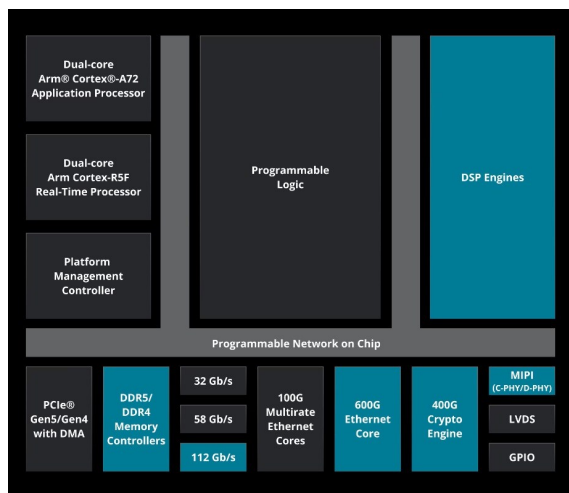 Dual-core
Arm® Cortex®-A72
Application Processor
Dual-core
Arm Cortex-R5F
Real-Time Processor
Platform
Management
Controller
Programmable
Logic
DSP Engines
Programmable Network on Chip
PCIe®
Gen5/Gen4
with DMA
DDR5/
DDR4
Memory
Controllers
32 Gb/s
58 Gb/s
112 Gb/s
100G
Multirate
Ethernet
Cores
600G
Ethernet
Core
400G
Crypto
Engine
MIPI
(C-PHY/D-PHY)
LVDS
GPIO